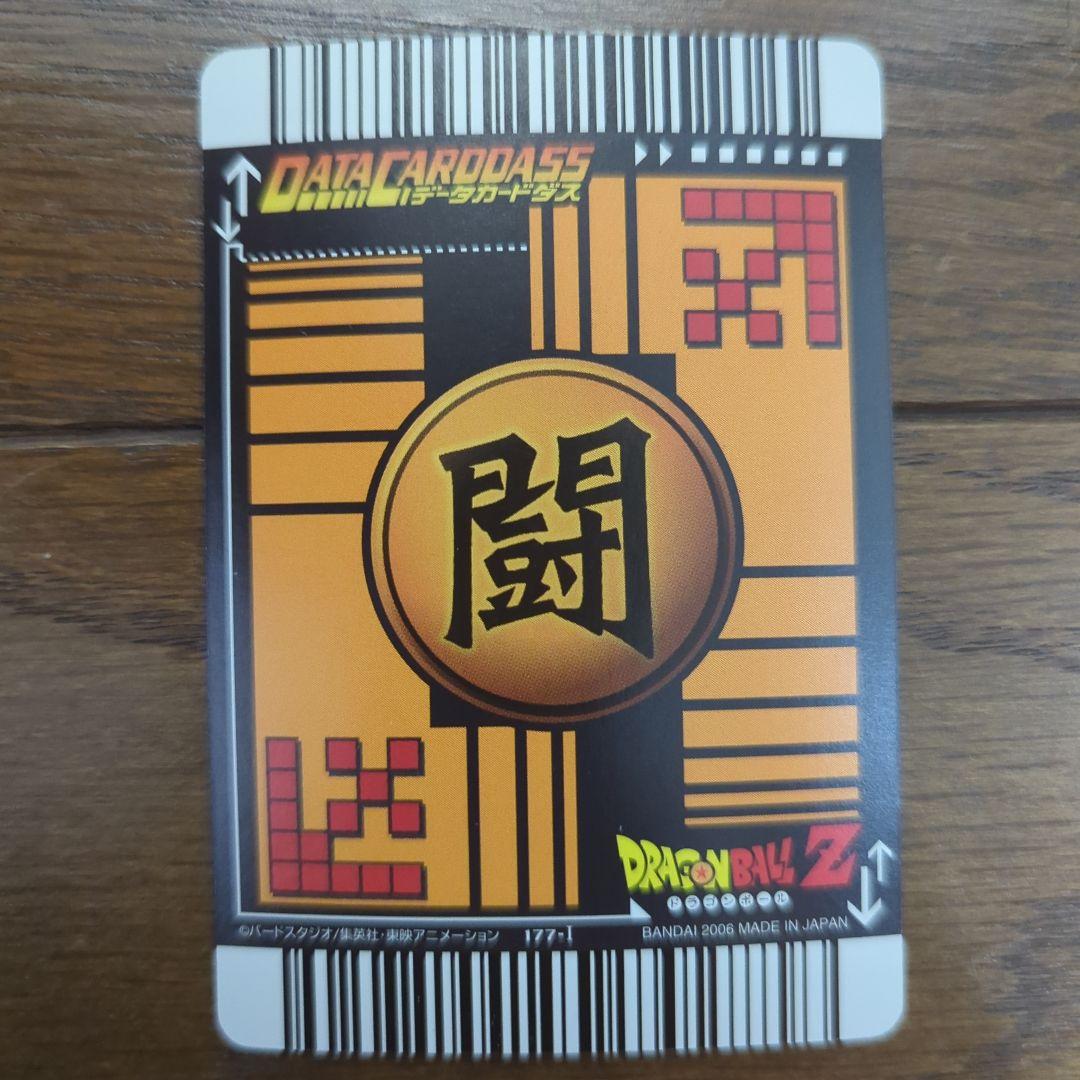 DATACARDDASS
データカードダス
闘
DRAGONBALL Z
ドラゴンボール
©バードスタジオ/集英社・東映アニメーション 177-I BANDAI 2006 MADE IN JAPAN